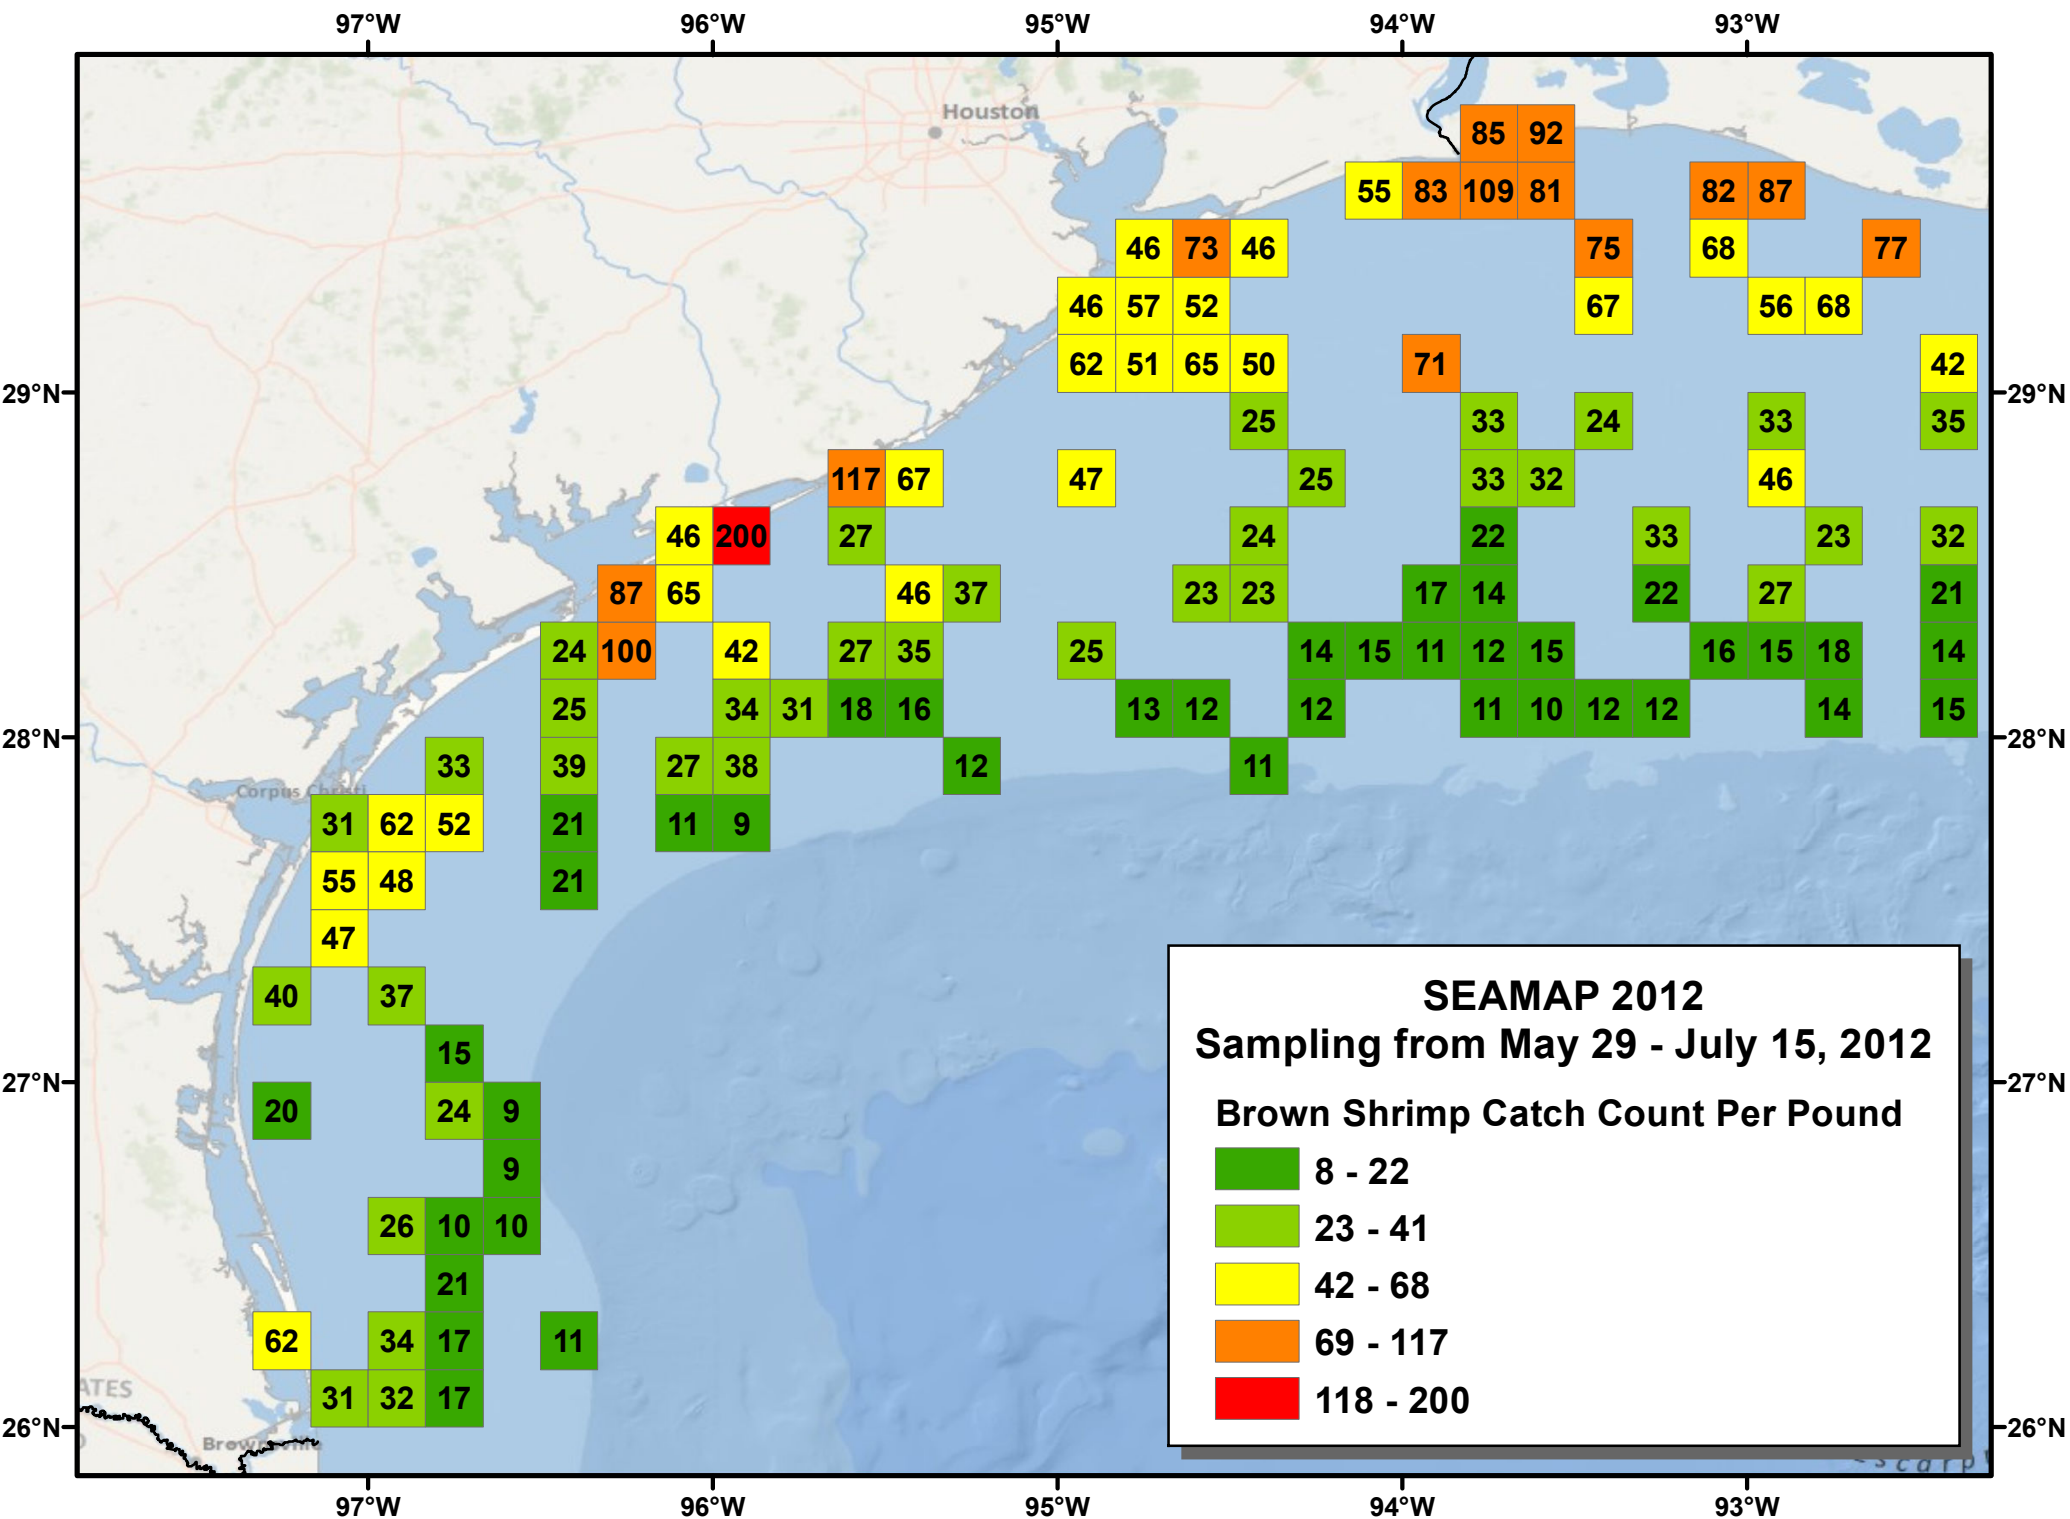 97°W 96°W 95°W 94°W 93°W
Houston
85 92
55 83 109 81 82 87
46 73 46 75 68 77
46 57 52 67 56 68
62 51 65 50 71 42
29°N 29°N
25 33 24 33 35
117 67 47 25 33 32 46
46 200 27 24 22 33 23 32
87 65 46 37 23 23 17 14 22 27 21
24 100 42 27 35 25 14 15 11 12 15 16 15 18 14
25 34 31 18 16 13 12 12 11 10 12 12 14 15
28°N 28°N
33 39 27 38 12 11
Corpus Christi
31 62 52 21 11 9
55 48 21
47
40 37
15
27°N 27°N
20 24 9
9
26 10 10
21
62 34 17 11
ATES
31 32 17
26°N 26°N
Brownsville
SEAMAP 2012
Sampling from May 29 - July 15, 2012
Brown Shrimp Catch Count Per Pound
8 - 22
23 - 41
42 - 68
69 - 117
118 - 200
97°W 96°W 95°W 94°W 93°W